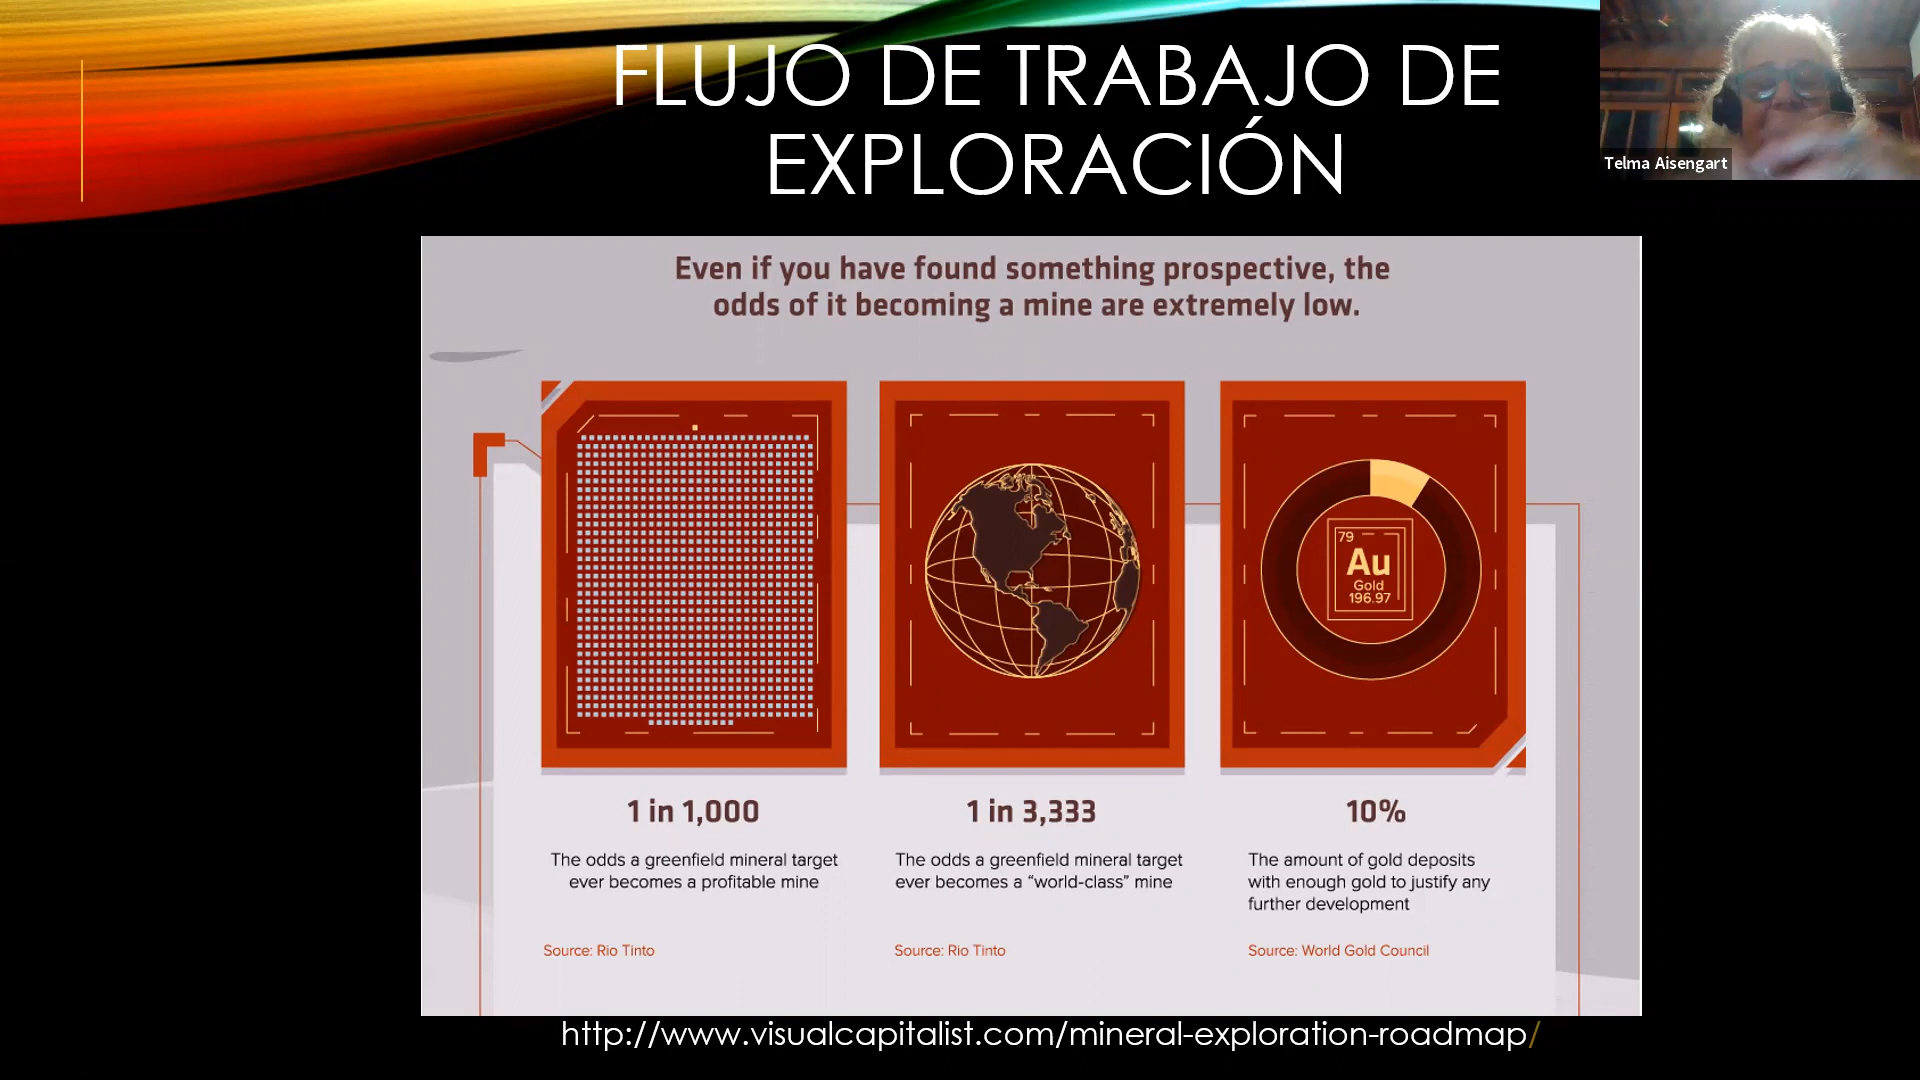 FLUJO DE TRABAJO DE
EXPLORACIÓN
Telma Aisengart
Even if you have found something prospective, the
odds of it becoming a mine are extremely low.
79
Au
Gold
196.97
1 in 1,000
The odds a greenfield mineral target
ever becomes a profitable mine
Source: Rio Tinto
1 in 3,333
The odds a greenfield mineral target
ever becomes a “world-class” mine
Source: Rio Tinto
10%
The amount of gold deposits
with enough gold to justify any
further development
Source: World Gold Council
http://www.visualcapitalist.com/mineral-exploration-roadmap/